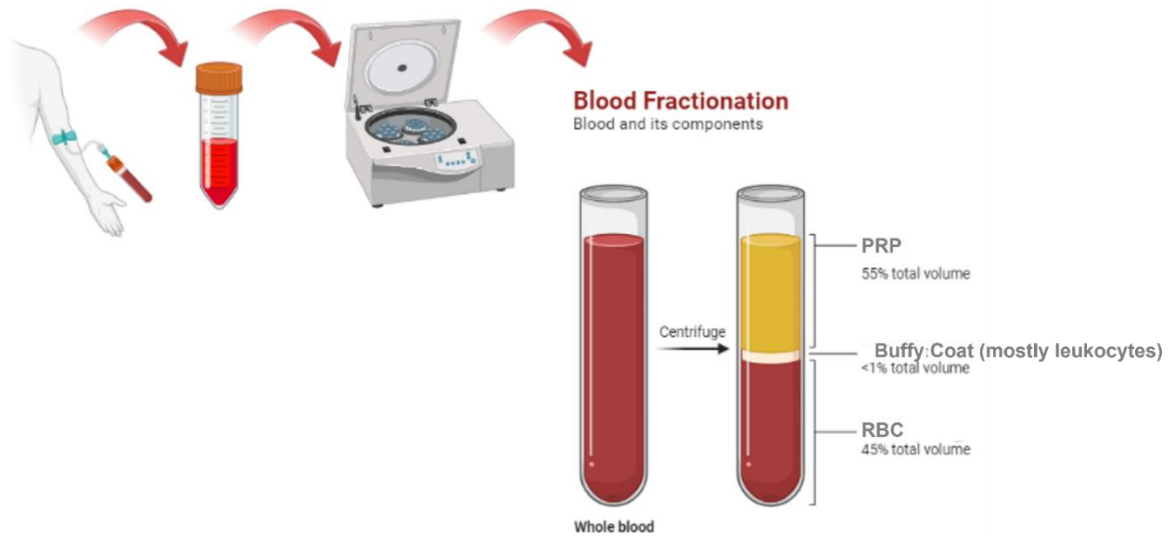 Blood Fractionation
Blood and its components
PRP
55% total volume
Centrifuge
Buffy:Coat (mostly leukocytes)
<1% total volume
RBC
45% total volume
Whole blood